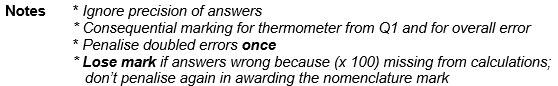 Notes * Ignore precision of answers
* Consequential marking for thermometer from Q1 and for overall error
* Penalise doubled errors once
* Lose mark if answers wrong because (x 100) missing from calculations;
don't penalise again in awarding the nomenclature mark